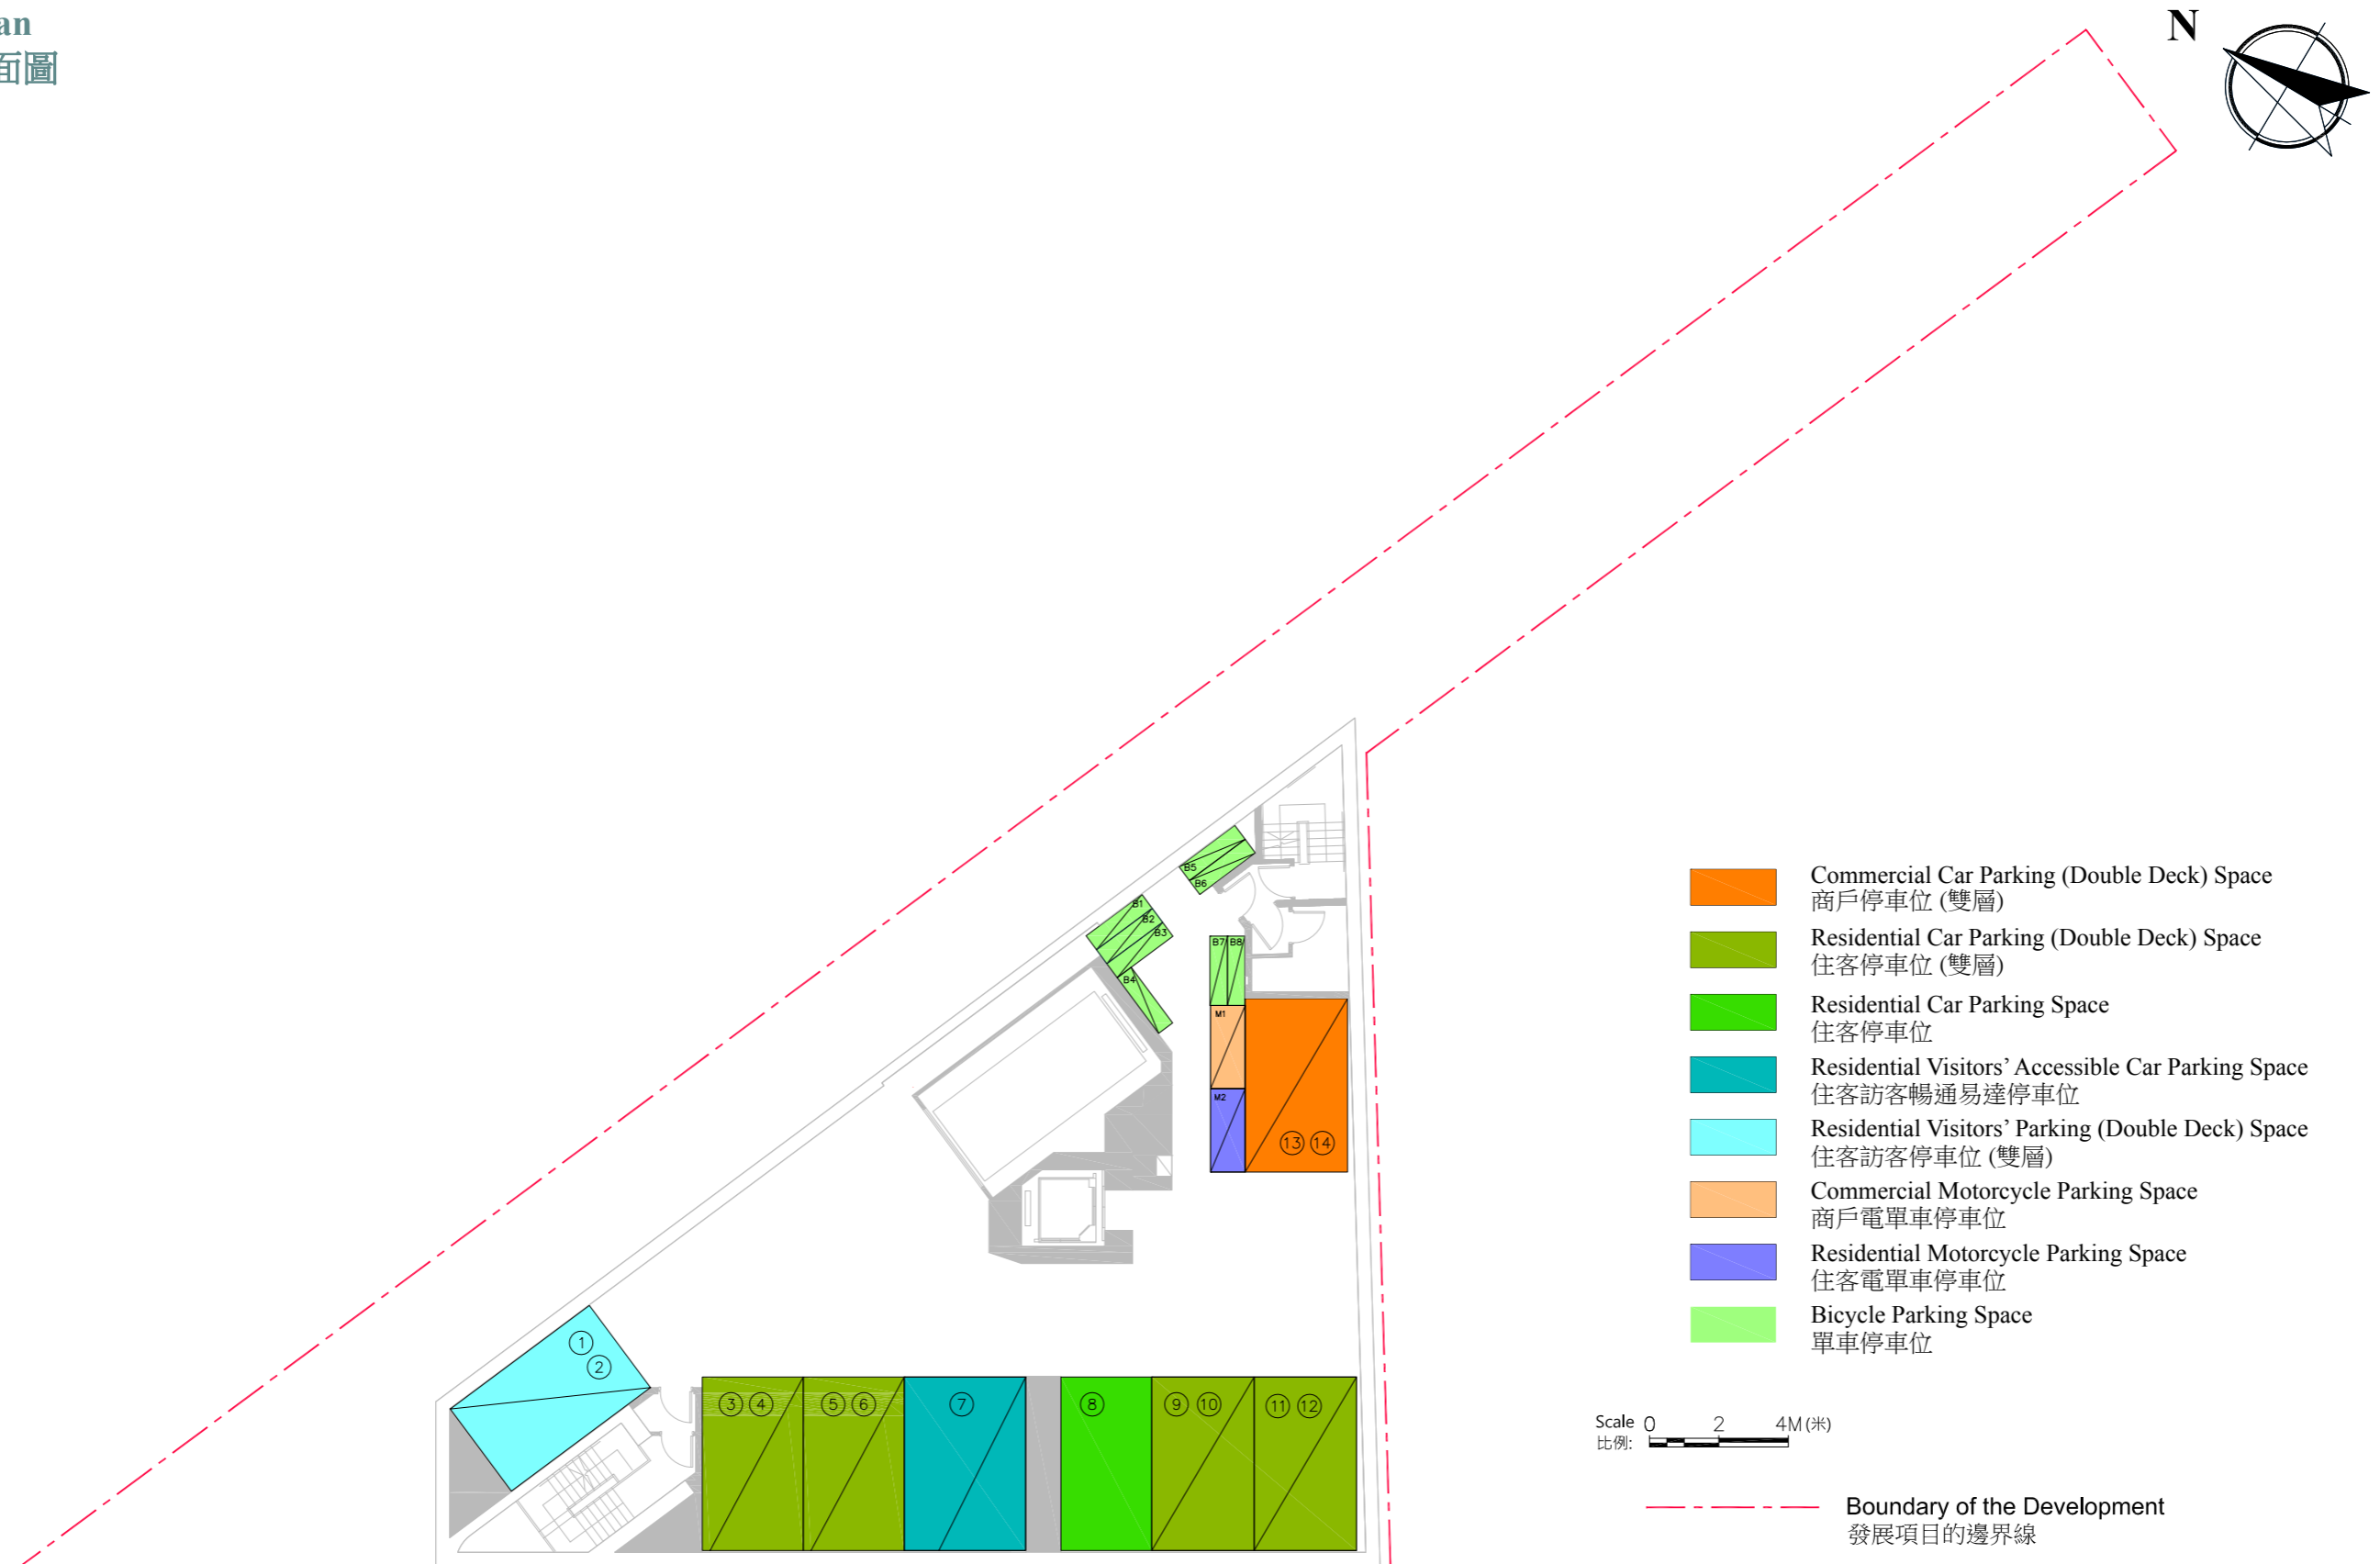 面圖
N
B5
B6
B1
B2
B3
B4
B7 B8
M1
M2
13 14
1
2
3 4 5 6 7 8 9 10 11 12
Commercial Car Parking (Double Deck) Space
商戶停車位 (雙層)
Residential Car Parking (Double Deck) Space
住客停車位 (雙層)
Residential Car Parking Space
住客停車位
Residential Visitors' Accessible Car Parking Space
住客訪客暢通易達停車位
Residential Visitors' Parking (Double Deck) Space
住客訪客停車位 (雙層)
Commercial Motorcycle Parking Space
商戶電單車停車位
Residential Motorcycle Parking Space
住客電單車停車位
Bicycle Parking Space
單車停車位
Scale 0 2 4M(米)
比例:
Boundary of the Development
發展項目的邊界線